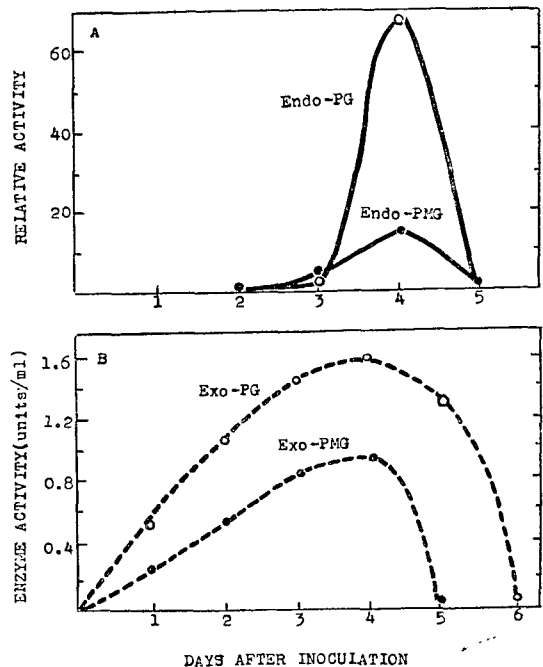 A
60
40
20
RELATIVE ACTIVITY
Endo-PG
Endo-PMG
1 2 3 4 5
B
1.6
1.2
0.8
0.4
ENZYME ACTIVITY(units/ml)
Exo-PG
Exo-PMG
1 2 3 4 5 6
DAYS AFTER INOCULATION